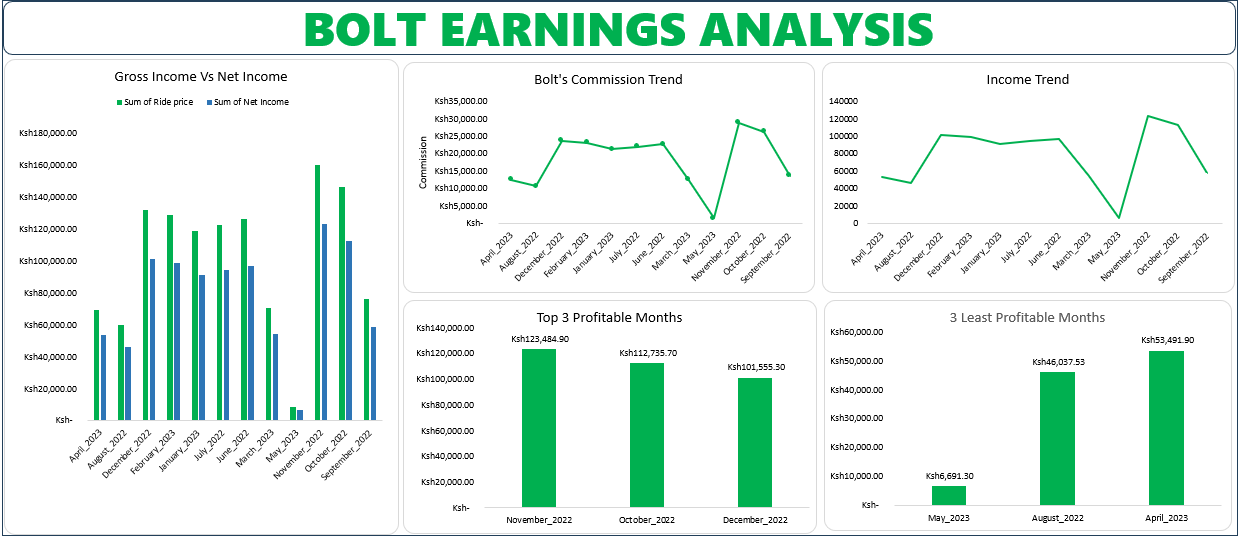 BOLT EARNINGS ANALYSIS
Gross Income Vs Net Income
Sum of Ride price
Sum of Net Income
Ksh180,000.00
Ksh160,000.00
Ksh140,000.00
Ksh120,000.00
Ksh100,000.00
Ksh80,000.00
Ksh60,000.00
Ksh40,000.00
Ksh20,000.00
Ksh-
April_2023
August_2022
December_2022
February_2023
January_2023
July_2022
June_2022
March_2023
May_2023
November_2022
October_2022
September_2022
Bolt's Commission Trend
Commission
Ksh35,000.00
Ksh30,000.00
Ksh25,000.00
Ksh20,000.00
Ksh15,000.00
Ksh10,000.00
Ksh5,000.00
Ksh-
April_2023
August_2022
December_2022
February_2023
January_2023
July_2022
June_2022
March_2023
May_2023
November_2022
October_2022
September_2022
Income Trend
140000
120000
100000
80000
60000
40000
20000
0
April_2023
August_2022
December_2022
February_2023
January_2023
July_2022
June_2022
March_2023
May_2023
November_2022
October_2022
September_2022
Top 3 Profitable Months
Ksh140,000.00
Ksh120,000.00
Ksh100,000.00
Ksh80,000.00
Ksh60,000.00
Ksh40,000.00
Ksh20,000.00
Ksh-
Ksh123,484.90
Ksh112,735.70
Ksh101,555.30
November_2022
October_2022
December_2022
3 Least Profitable Months
Ksh60,000.00
Ksh50,000.00
Ksh40,000.00
Ksh30,000.00
Ksh20,000.00
Ksh10,000.00
Ksh-
Ksh6,691.30
Ksh46,037.53
Ksh53,491.90
May_2023
August_2022
April_2023